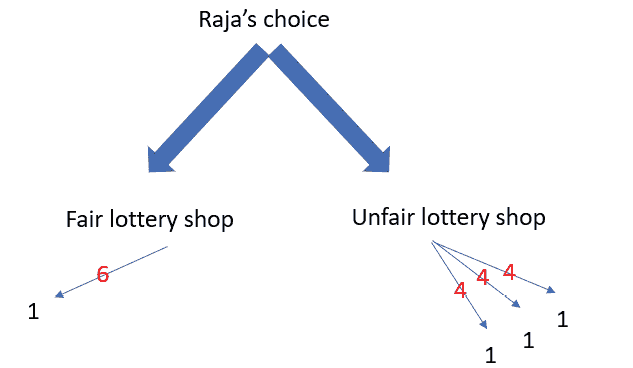 Raja’s choice
Fair lottery shop
Unfair lottery shop
6
4 4 4
1
1 1 1